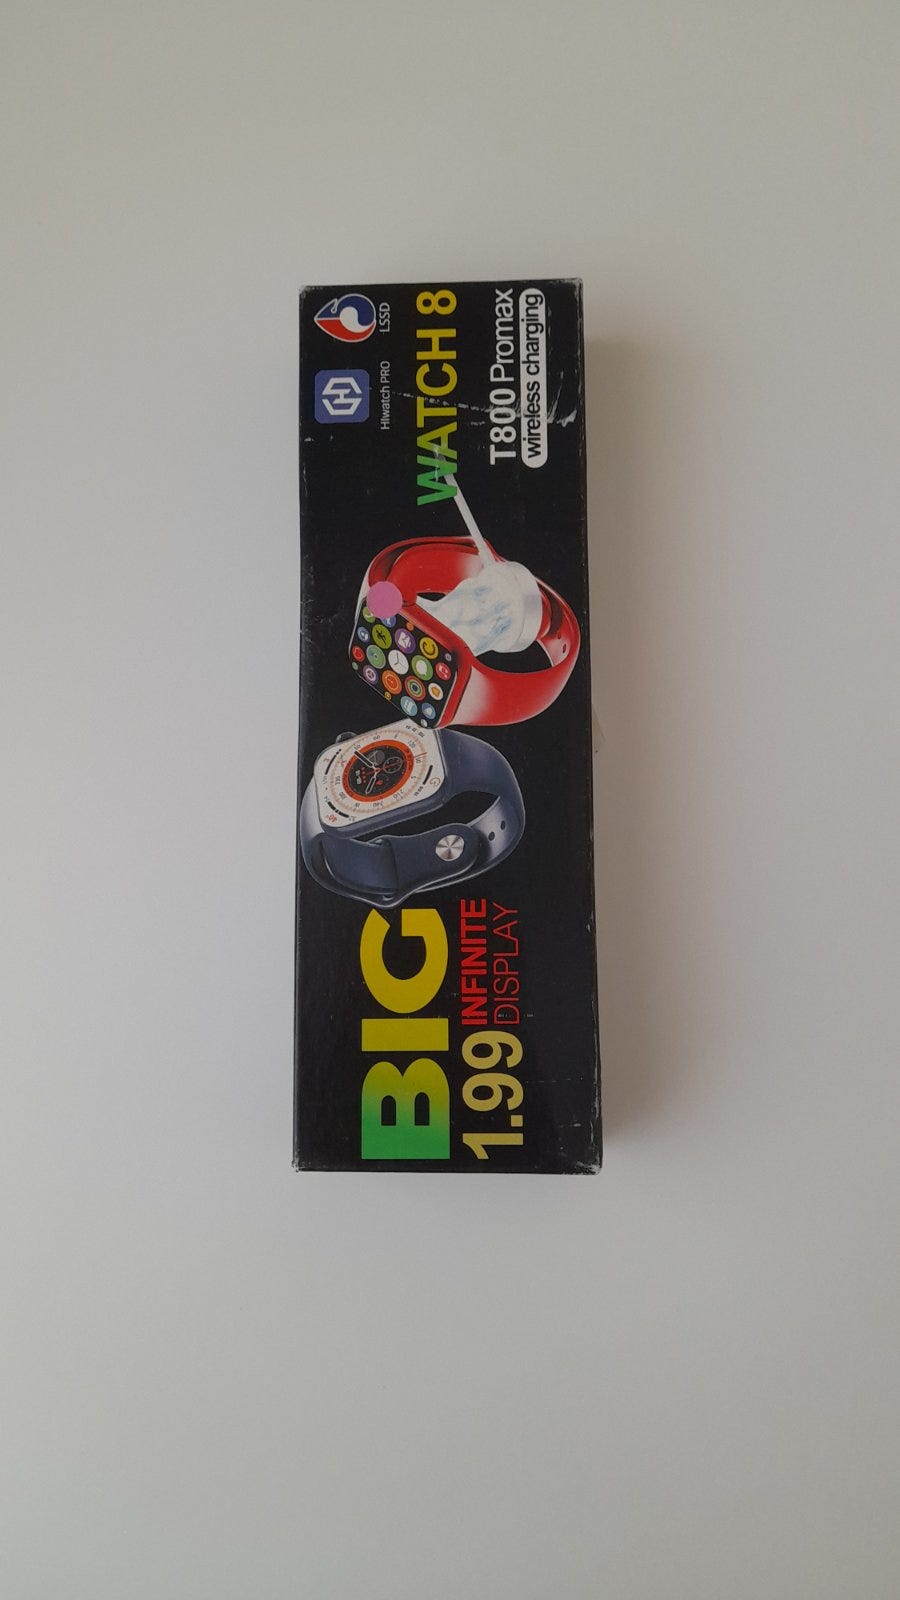 BIG
1.99 INFINITE
DISPLAY
HIwatch PRO
LSSD
WATCH 8
T800 Promax
wireless charging